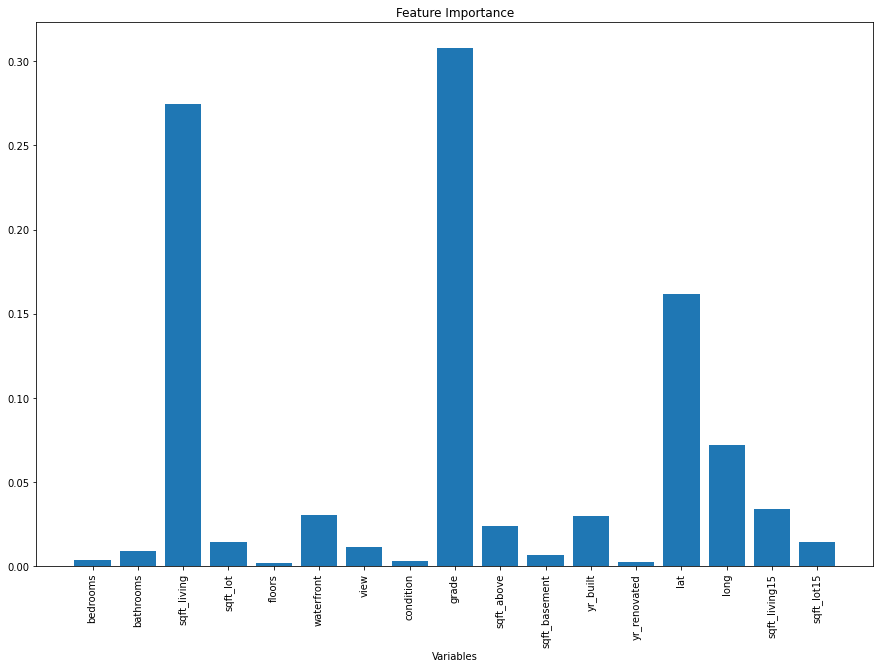 Feature Importance
0.30
0.25
0.20
0.15
0.10
0.05
0.00
bedrooms
bathrooms
sqft_living
sqft_lot
floors
waterfront
view
condition
grade
sqft_above
sqft_basement
yr_built
yr_renovated
lat
long
sqft_living15
sqft_lot15
Variables